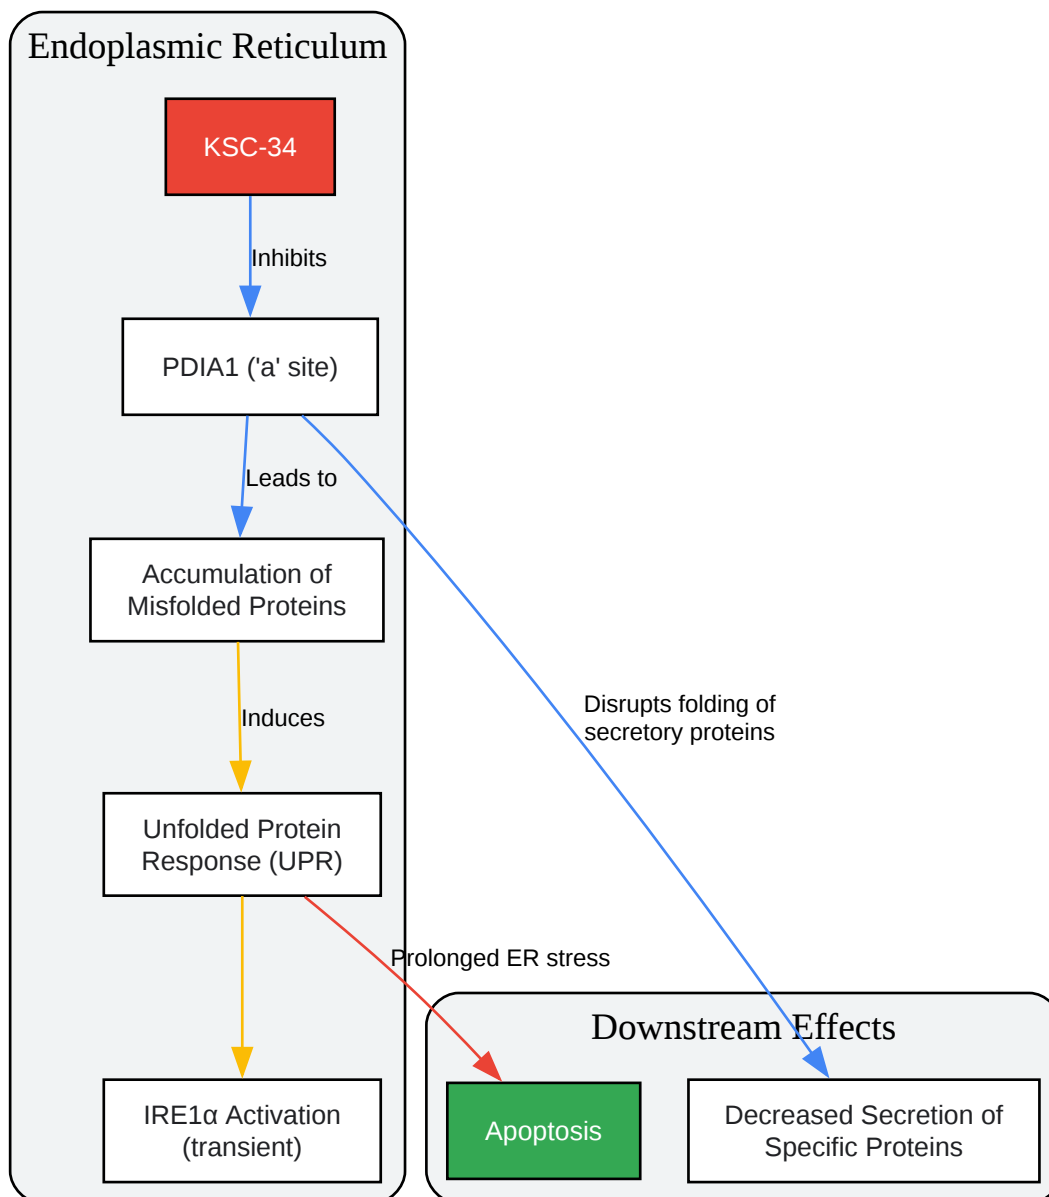 Endoplasmic Reticulum
KSC-34
Inhibits
PDIA1 ('a' site)
Leads to
Accumulation of
Misfolded Proteins
Disrupts folding of
secretory proteins
Induces
Unfolded Protein
Response (UPR)
Prolonged ER stress
Downstream Effects
IRE1α Activation
(transient)
Apoptosis
Decreased Secretion of
Specific Proteins